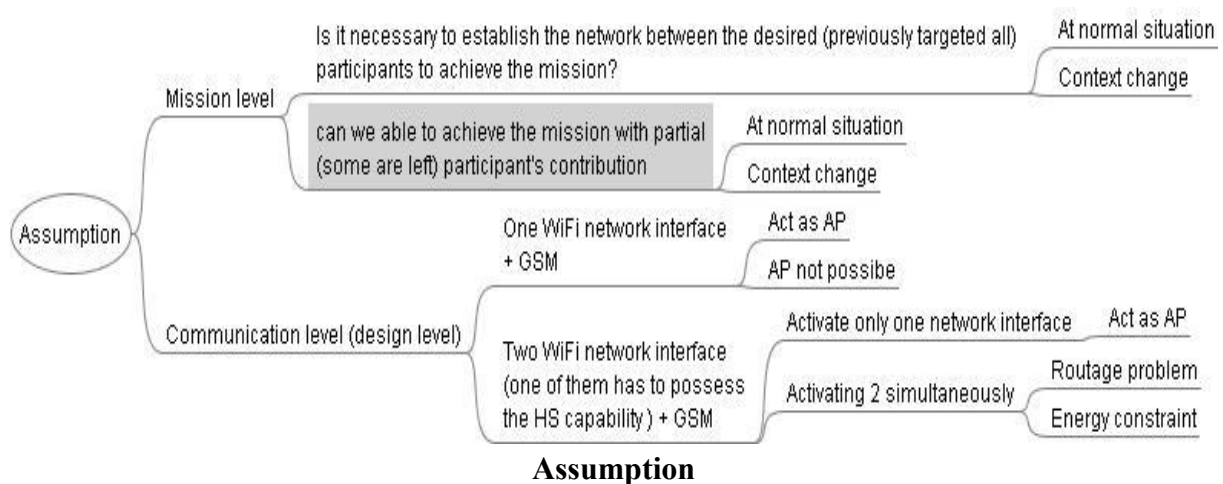 Is it necessary to establish the network between the desired (previously targeted all)
participants to achieve the mission?
At normal situation
Context change
Mission level
can we able to achieve the mission with partial
(some are left) participant's contribution
At normal situation
Context change
Assumption
One WiFi network interface
+ GSM
Act as AP
AP not possibe
Communication level (design level)
Two WiFi network interface
(one of them has to possess
the HS capability ) + GSM
Activate only one network interface
Act as AP
Activating 2 simultaneously
Routage problem
Energy constraint
Assumption